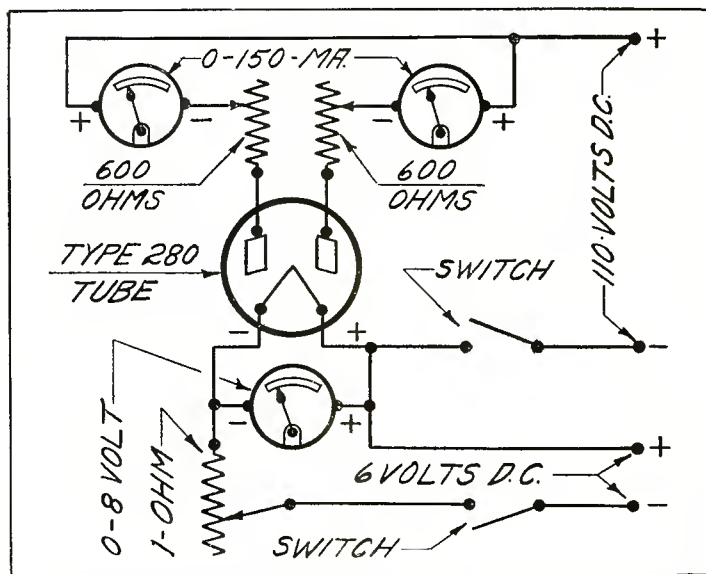 +
0-150-MA.
+
-
-
+
600
OHMS
600
OHMS
110-VOLTS D.C.
TYPE 280
TUBE
SWITCH
-
+
-
0-8 VOLT
-
+
1-OHM
+
6 VOLTS D.C.
-
SWITCH